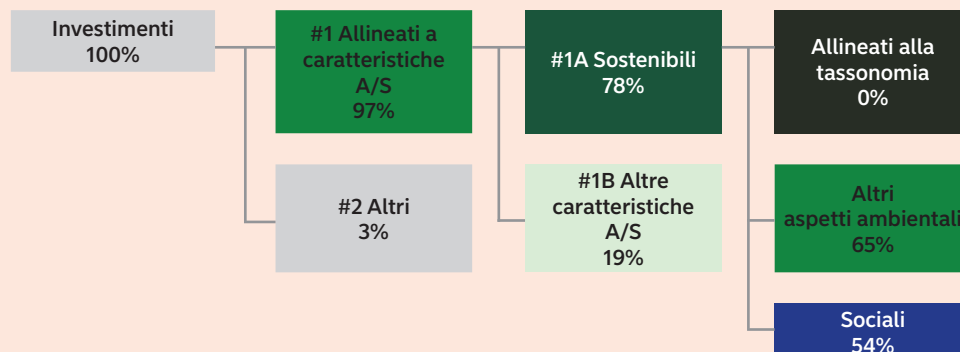 Investimenti
100%
#1 Allineati a
caratteristiche
A/S
97%
#1A Sostenibili
78%
Allineati alla
tassonomia
0%
#2 Altri
3%
#1B Altre
caratteristiche
A/S
19%
Altri
aspetti ambientali
65%
Sociali
54%